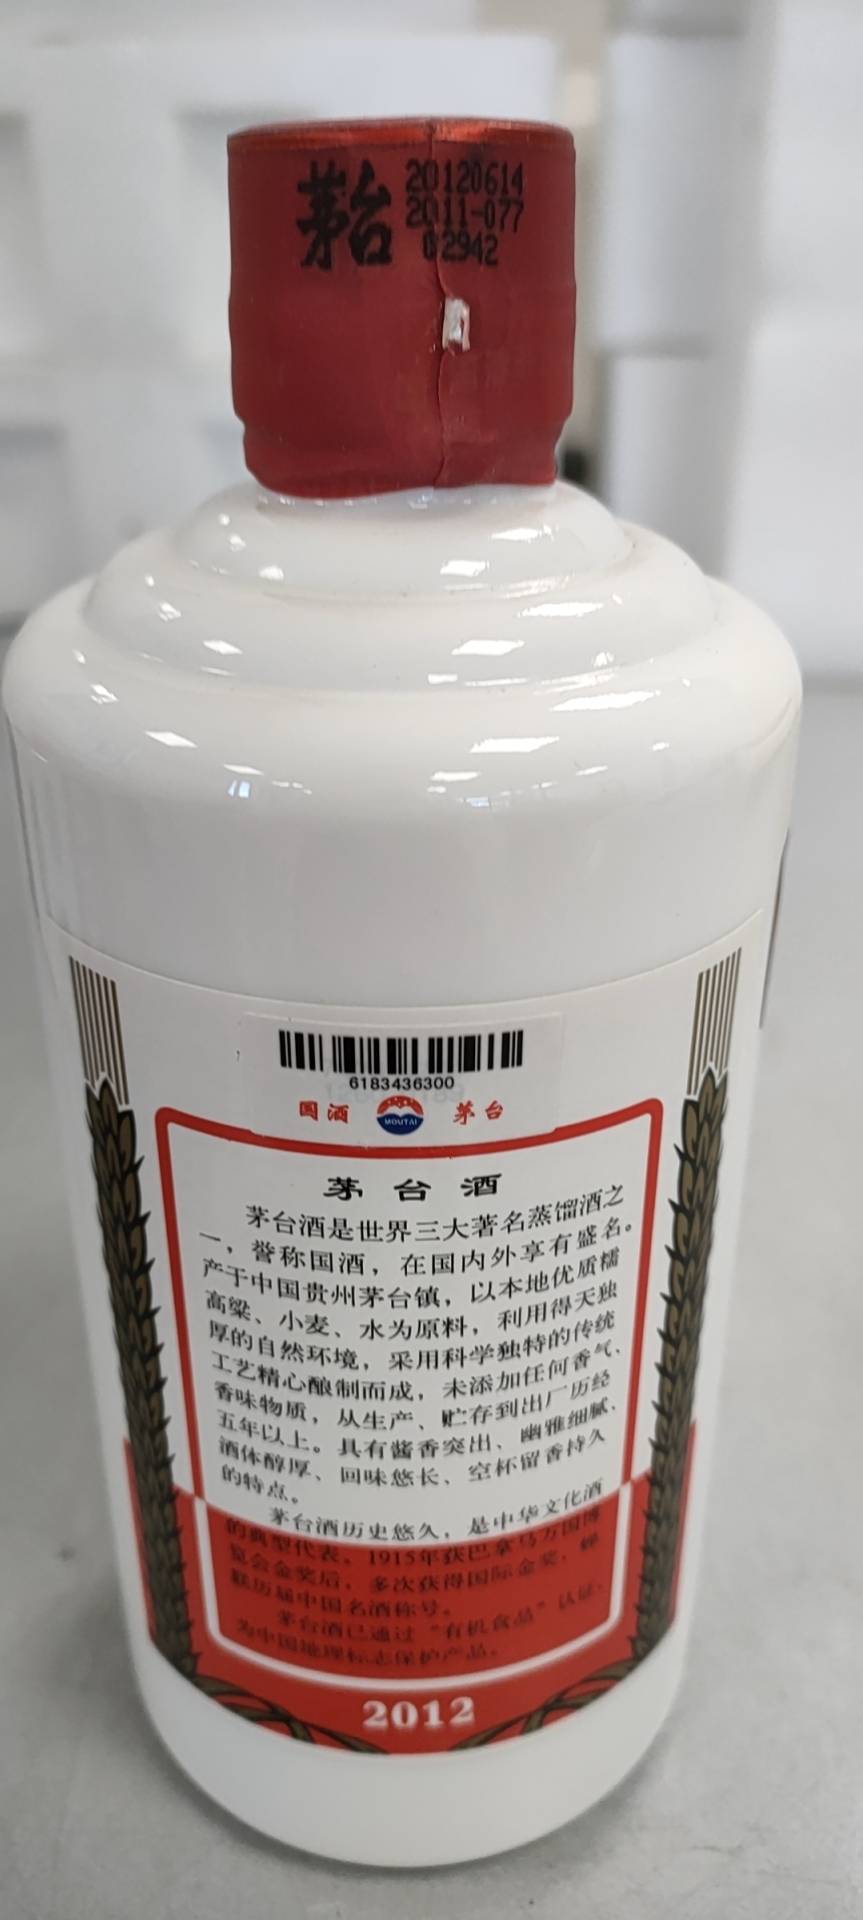 茅台
20120614
2011-077
02942
6183436300
国酒 MOUTAI 茅台
茅台酒
茅台酒是世界三大著名蒸馏酒之
一，誉称国酒，在国内外享有盛名。
产于中国贵州茅台镇，以本地优质糯
高粱、小麦、水为原料，利用得天独
厚的自然环境，采用科学独特的传统
工艺精心酿制而成，未添加任何香气、
香味物质，从生产、贮存到出厂历经
五年以上。具有酱香突出、幽雅细腻、
酒体醇厚、回味悠长、空杯留香持久
的特点。
茅台酒历史悠久，是中华文化酒
的典型代表。1915年获巴拿马万国博
览会金奖后，多次获得国际金奖，蝉
联历届中国名酒称号。
茅台酒已通过“有机食品”认证，
为中国地理标志保护产品。
2012